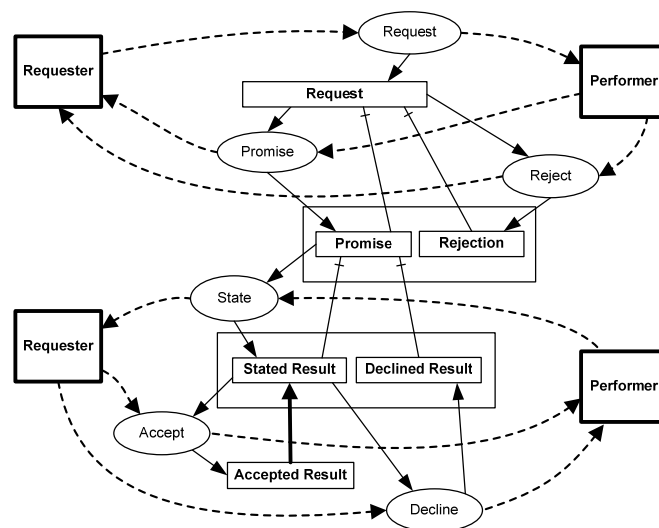 Request
Requester
Performer
Request
Promise
Reject
Promise
Rejection
State
Requester
Stated Result
Declined Result
Performer
Accept
Accepted Result
Decline